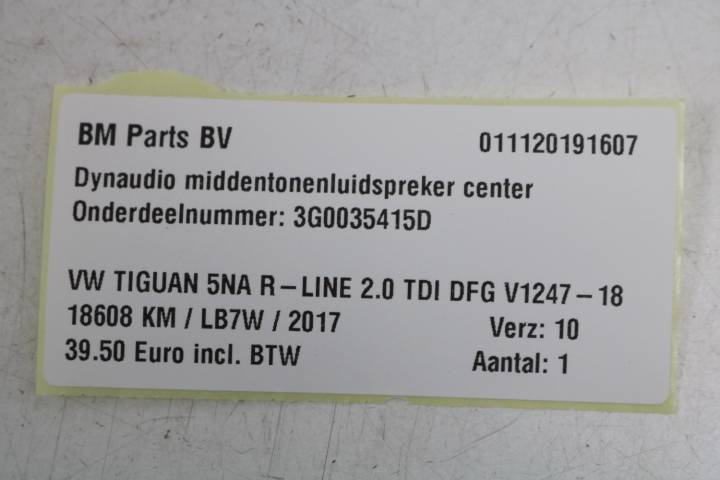 BM Parts BV 011120191607
Dynaudio middentonenluidspreker center
Onderdeelnummer: 3G0035415D
VW TIGUAN 5NA R-LINE 2.0 TDI DFG V1247-18
18608 KM / LB7W / 2017 Verz: 10
39.50 Euro incl. BTW Aantal: 1